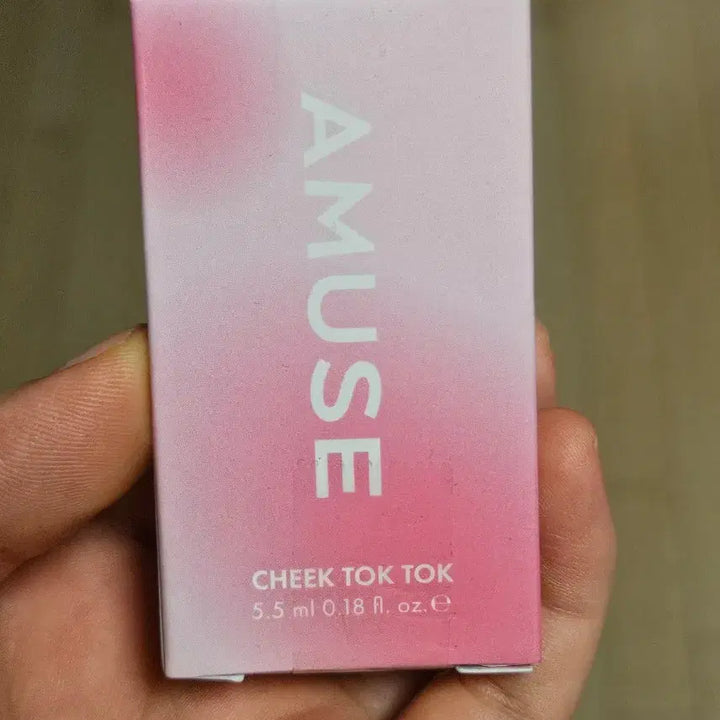 AMUSE
CHEEK TOK TOK
5.5 ml 0.18 fl. oz.℮